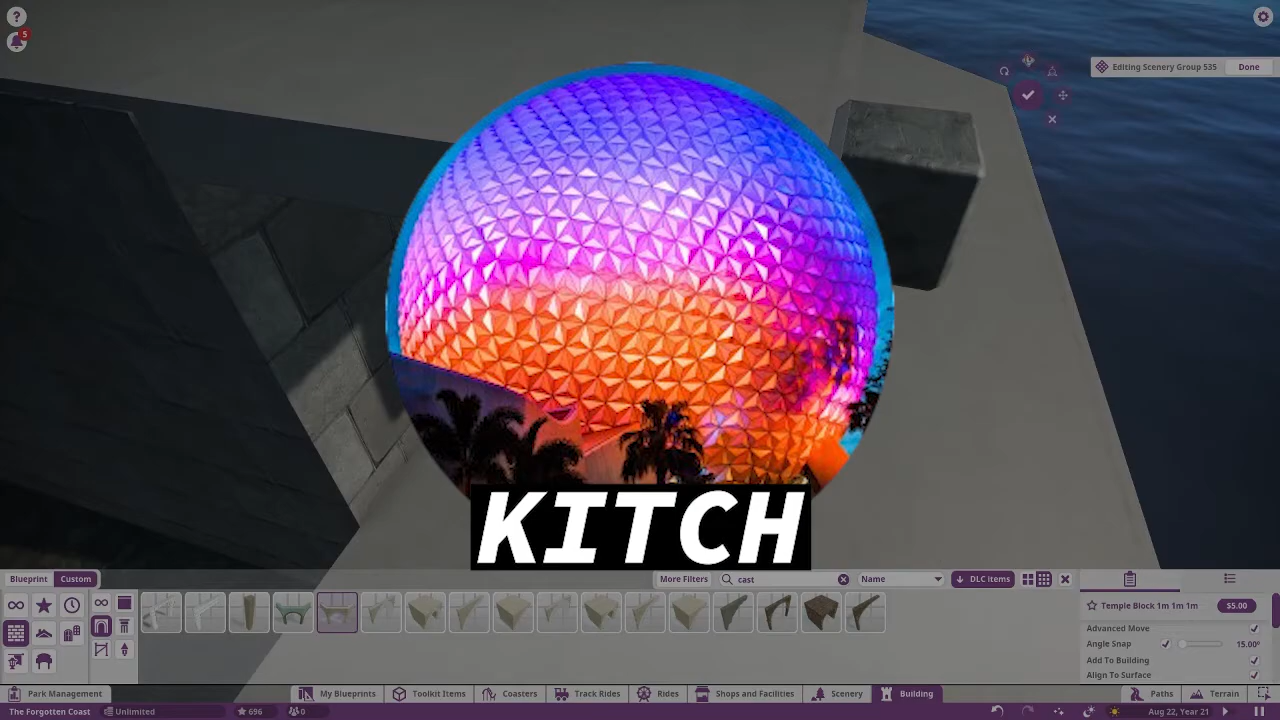 ?
5
Editing Scenery Group 535 Done
KITCH
Blueprint Custom
More Filters cast Name DLC items
Temple Block 1m 1m 1m $5.00
Advanced Move
Angle Snap 15.00°
Add To Building
Align To Surface
Park Management My Blueprints Toolkit Items Coasters Track Rides Rides Shops and Facilities Scenery Building Paths Terrain
The Forgotten Coast Unlimited 696 0 Aug 22, Year 21